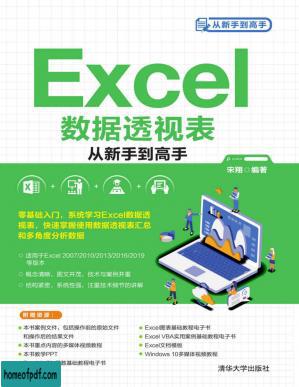 从新手到高手
Excel
数据透视表
从新手到高手
宋翔 编著
零基础入门，系统学习Excel数据透
视表，快速掌握使用数据透视表汇总
和多角度分析数据
适用于Excel 2007/2010/2013/2016/2019
等版本
概念清晰，图文并茂，技术与案例并重
结构紧密，系统性强，注重技术细节的讲解
附赠资源：
本书案例文件，包括操作前的原始文件
和操作后的结果文件
本书重点内容的多媒体视频教程
本书教学PPT
Excel图表基础教程电子书
Excel VBA实用案例基础教程电子书
Excel文档模板
Windows 10多媒体视频教程
基础教程电子书
homeofpdf.com
清华大学出版社